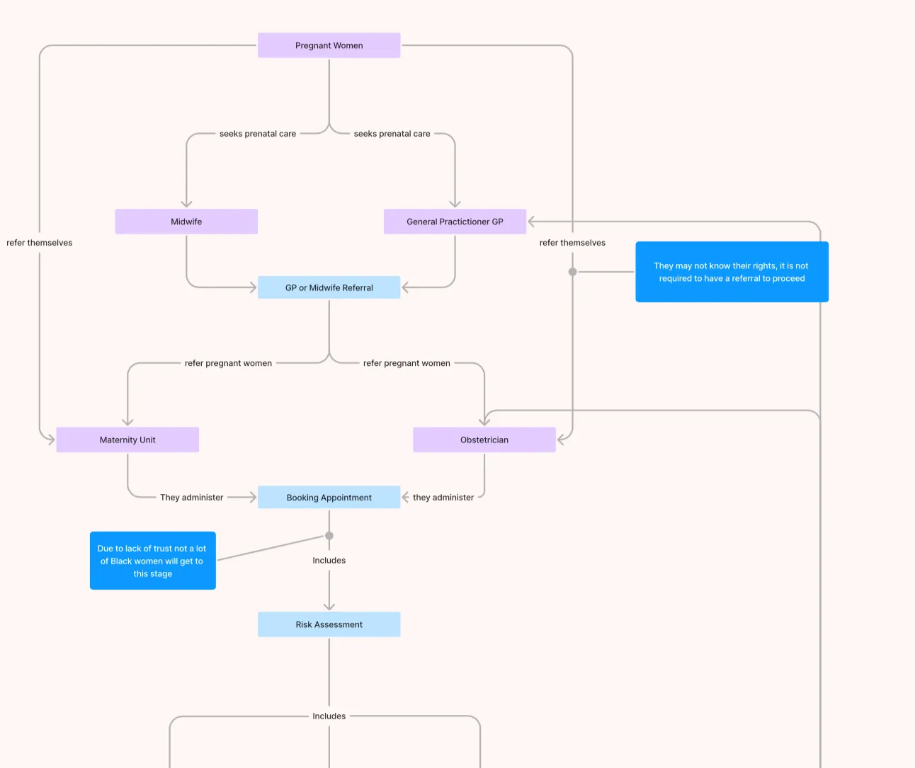 Pregnant Women
seeks prenatal care
seeks prenatal care
Midwife
General Practictioner GP
refer themselves
refer themselves
They may not know their rights, it is not
required to have a referral to proceed
GP or Midwife Referral
refer pregnant women
refer pregnant women
Maternity Unit
Obstetrician
They administer
Booking Appointment
they administer
Due to lack of trust not a lot
of Black women will get to
this stage
Includes
Risk Assessment
Includes